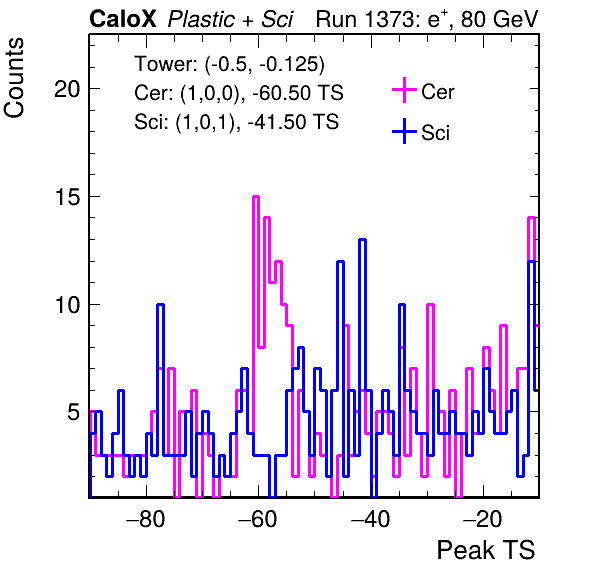 CaloX Plastic + Sci Run 1373: e+, 80 GeV
Counts
Tower: (-0.5, -0.125)
Cer: (1,0,0), -60.50 TS
Sci: (1,0,1), -41.50 TS
Cer
Sci
20
15
10
5
−80 −60 −40 −20
Peak TS